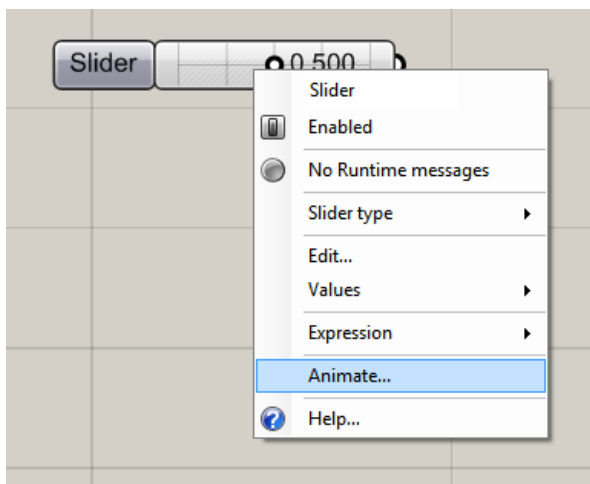 Slider
0.500
Slider
Enabled
No Runtime messages
Slider type
Edit...
Values
Expression
Animate...
Help...